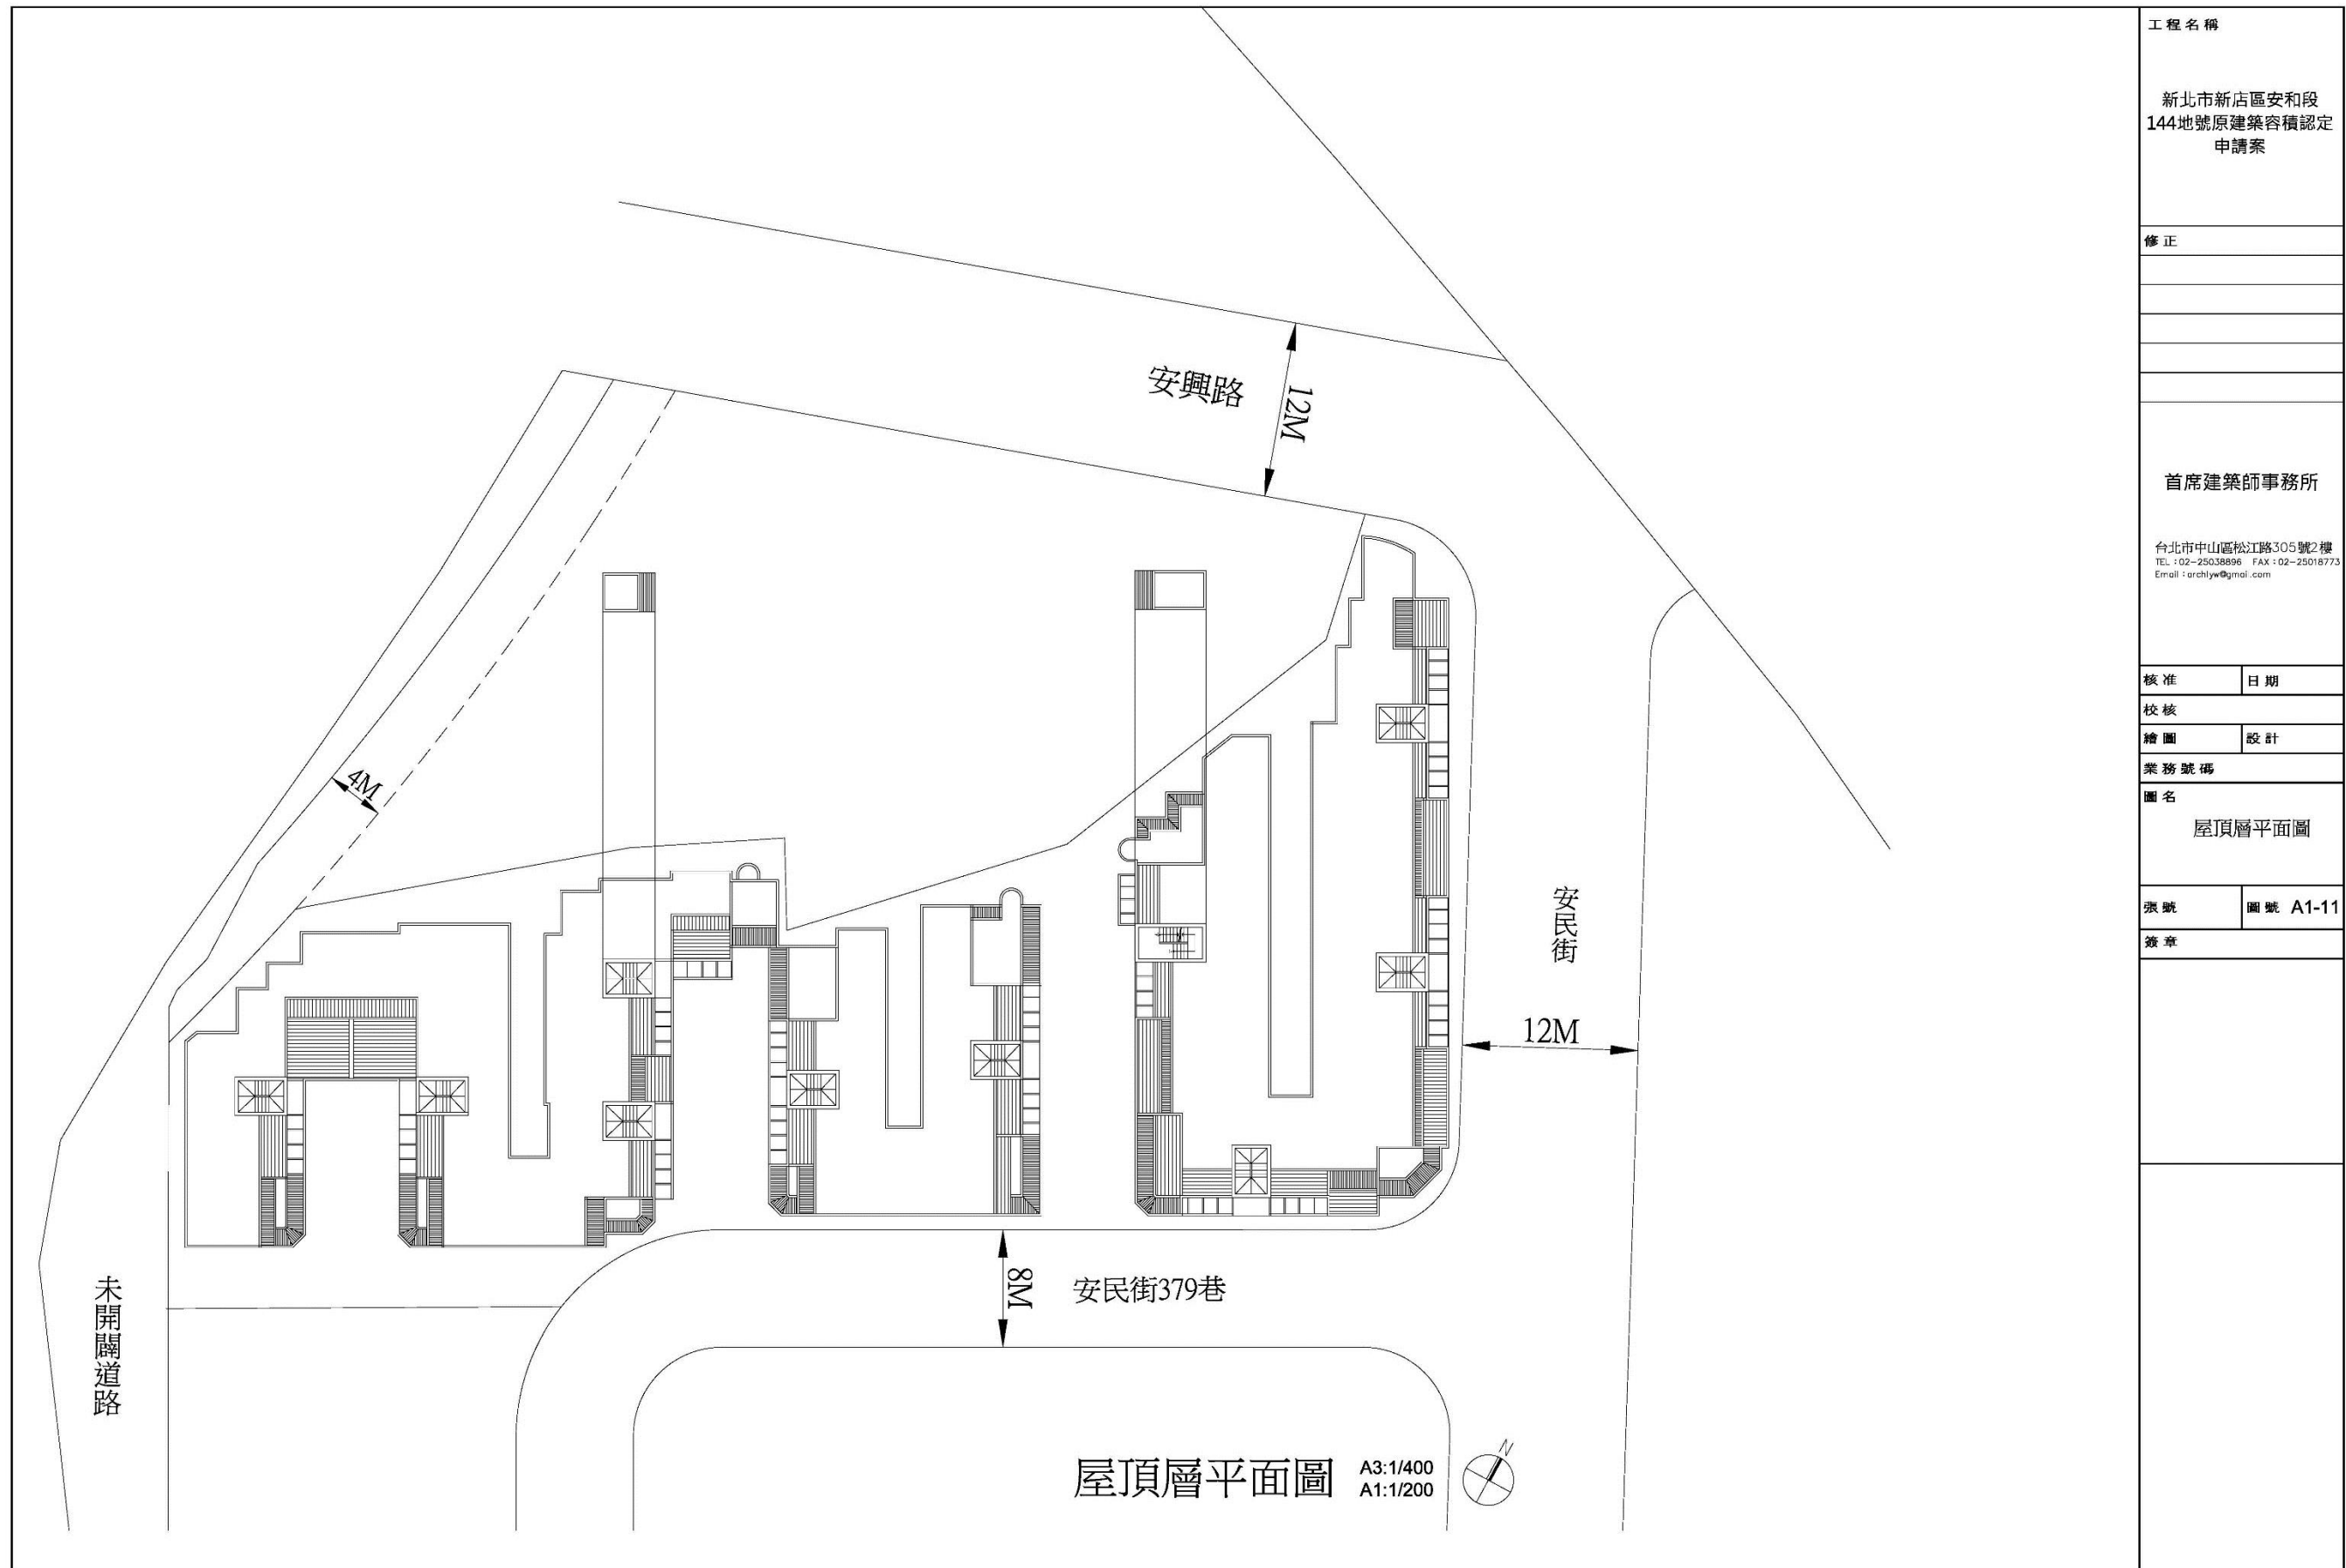 安興路
12M
4M
安民街
12M
8M
安民街379巷
未開闢道路
屋頂層平面圖
A3:1/400
A1:1/200
N
工程名稱
新北市新店區安和段
144地號原建築容積認定
申請案
修正
首席建築師事務所
台北市中山區松江路305號2樓
TEL：02-25038896 FAX：02-25018773
Email：archlyw@gmail.com
核准 日期
校核
繪圖 設計
業務號碼
圖名
屋頂層平面圖
張號 圖號 A1-11
簽章